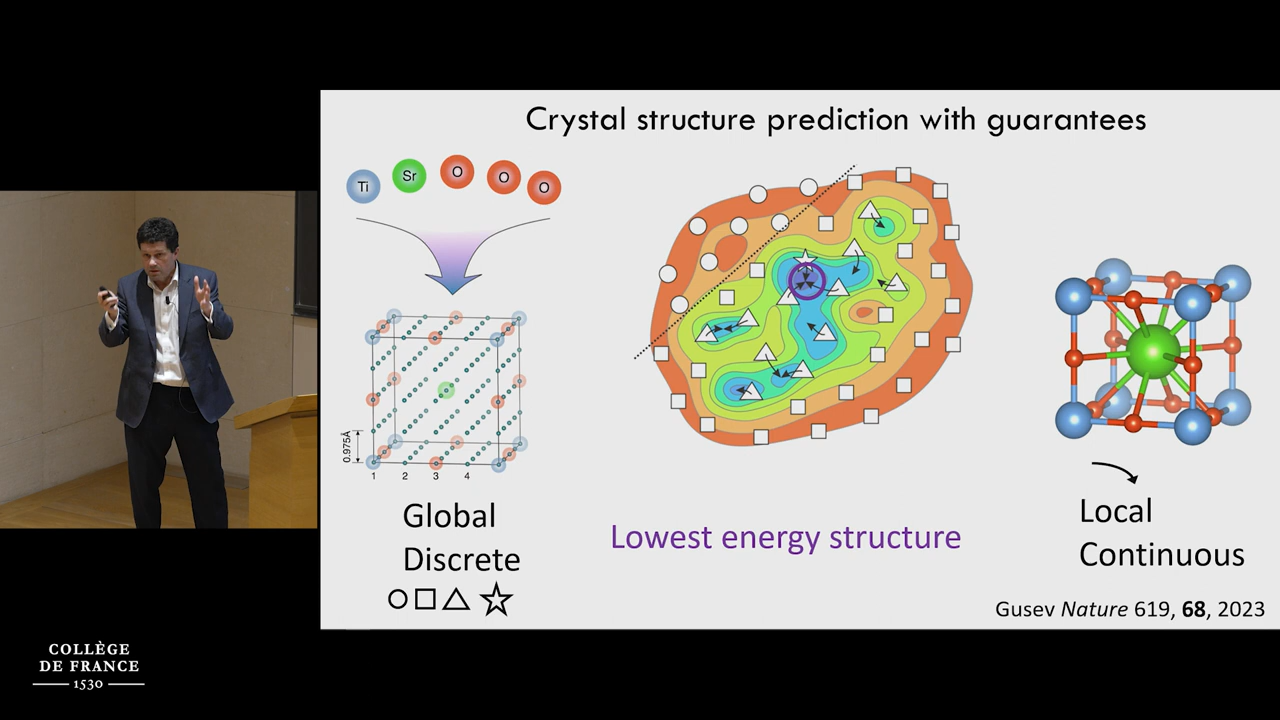 Crystal structure prediction with guarantees
Ti Sr O O O
0.975Å
1 2 3 4
Global
Discrete
Lowest energy structure
Local
Continuous
Gusev Nature 619, 68, 2023
COLLÈGE
DE FRANCE
1530